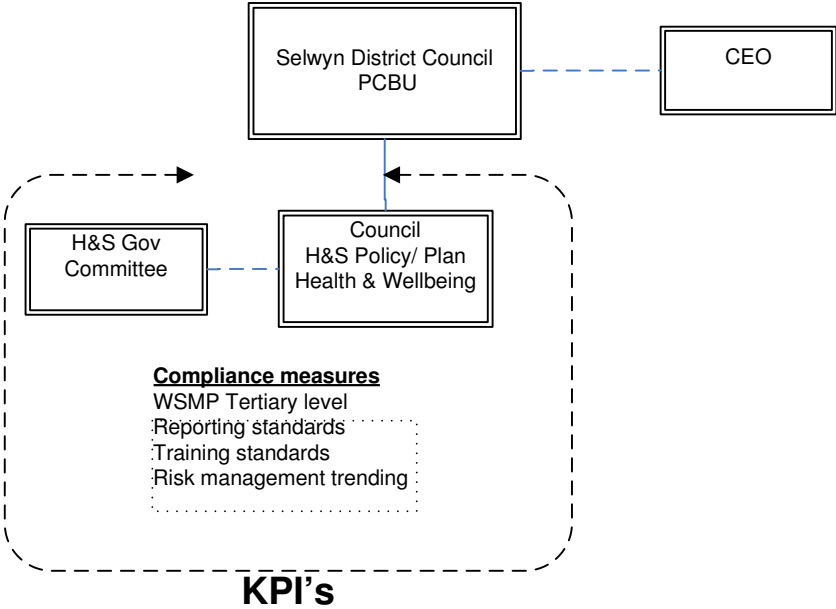 Selwyn District Council
PCBU
CEO
H&S Gov
Committee
Council
H&S Policy/ Plan
Health & Wellbeing
Compliance measures
WSMP Tertiary level
Reporting standards
Training standards
Risk management trending
KPI's